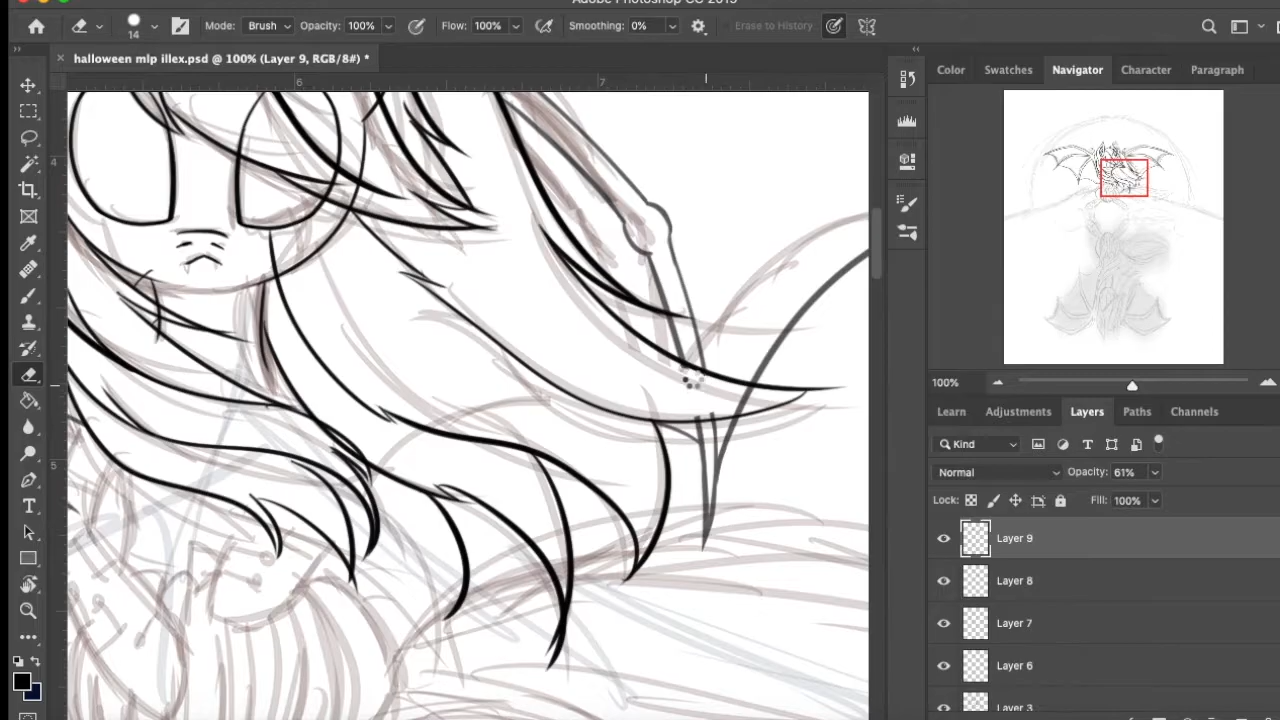 Adobe Photoshop CC 2019
14
Mode: Brush Opacity: 100% Flow: 100% Smoothing: 0% Erase to History
halloween mlp illex.psd @ 100% (Layer 9, RGB/8#) *
6 7
4
5
Color Swatches Navigator Character Paragraph
100%
Learn Adjustments Layers Paths Channels
Kind
Normal Opacity: 61%
Lock: Fill: 100%
Layer 9
Layer 8
Layer 7
Layer 6
Layer 3